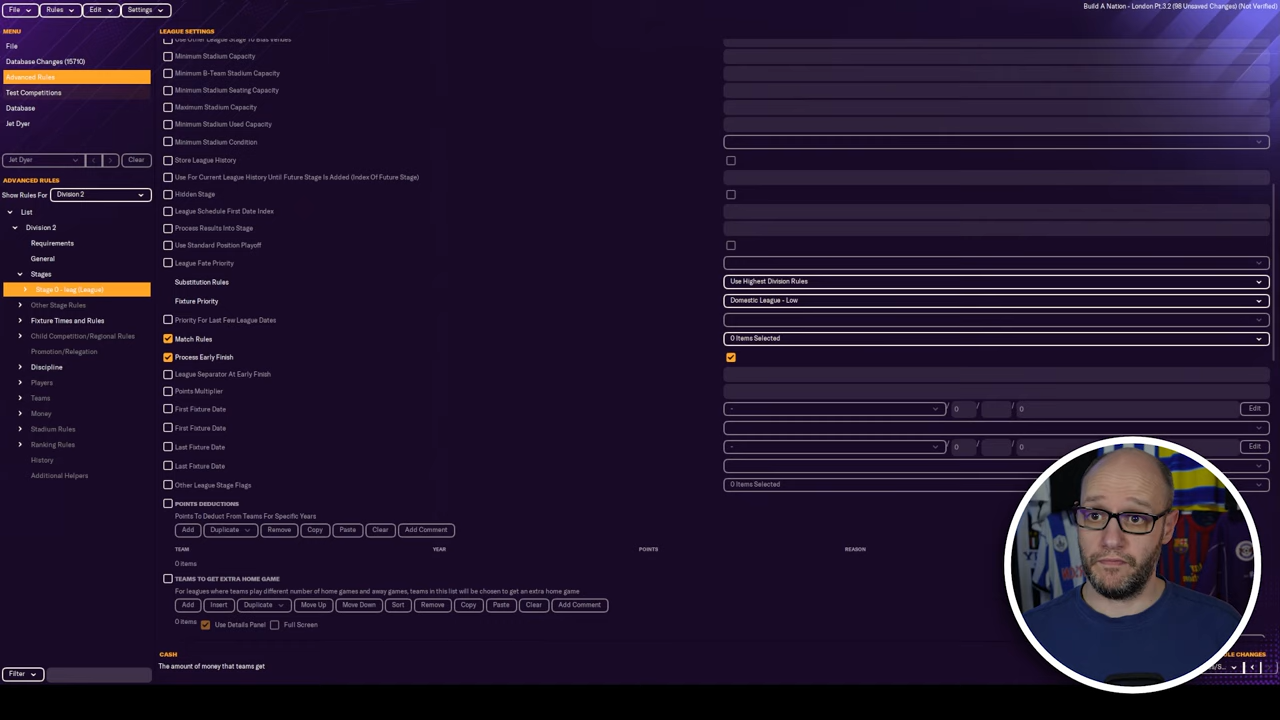 File
Rules
Edit
Settings
Build A Nation - London Pt.3.2 (98 Unsaved Changes) (Not Verified)
MENU
File
Database Changes (15710)
Advanced Rules
Test Competitions
Database
Jet Dyer
Jet Dyer
Clear
ADVANCED RULES
Show Rules For Division 2
List
Division 2
Requirements
General
Stages
Stage 0 - leag (League)
Other Stage Rules
Fixture Times and Rules
Child Competition/Regional Rules
Promotion/Relegation
Discipline
Players
Teams
Money
Stadium Rules
Ranking Rules
History
Additional Helpers
Filter
LEAGUE SETTINGS
Use Other League Stage To Bias Venues
Minimum Stadium Capacity
Minimum B-Team Stadium Capacity
Minimum Stadium Seating Capacity
Maximum Stadium Capacity
Minimum Stadium Used Capacity
Minimum Stadium Condition
Store League History
Use For Current League History Until Future Stage Is Added (Index Of Future Stage)
Hidden Stage
League Schedule First Date Index
Process Results Into Stage
Use Standard Position Playoff
League Fate Priority
Substitution Rules Use Highest Division Rules
Fixture Priority Domestic League - Low
Priority For Last Few League Dates
Match Rules 0 Items Selected
Process Early Finish
League Separator At Early Finish
Points Multiplier
First Fixture Date - / 0 / / 0 Edit
First Fixture Date
Last Fixture Date - / 0 / / 0 Edit
Last Fixture Date
Other League Stage Flags 0 Items Selected
POINTS DEDUCTIONS
Points To Deduct From Teams For Specific Years
Add Duplicate Remove Copy Paste Clear Add Comment
TEAM YEAR POINTS REASON
0 items
TEAMS TO GET EXTRA HOME GAME
For leagues where teams play different number of home games and away games, teams in this list will be chosen to get an extra home game
Add Insert Duplicate Move Up Move Down Sort Remove Copy Paste Clear Add Comment
0 items Use Details Panel Full Screen
CASH
The amount of money that teams get
CHANGES